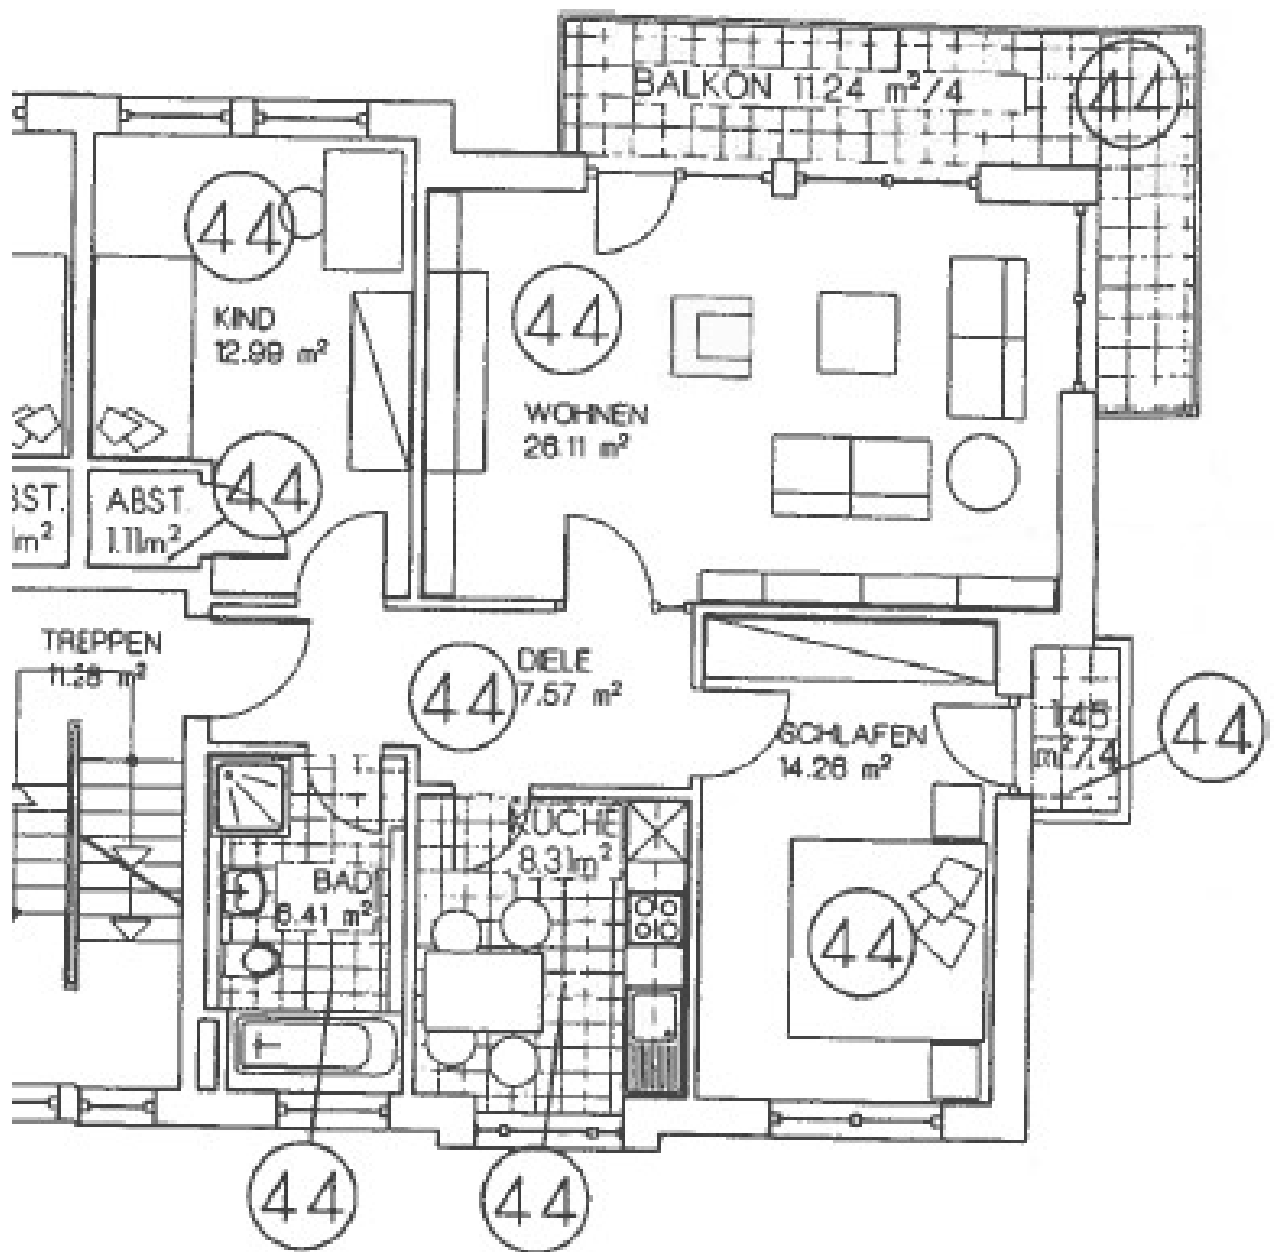 BALKON 11.24 m²/4
44
44
KIND
12.99 m²
44
WOHNEN
26.11 m²
44
ABST.
1.11m²
BST.
m²
TREPPEN
11.28 m²
DIELE
7.57 m²
44
SCHLAFEN
14.26 m²
1.45
m²/4
44
KÜCHE
8.31m²
BAD
6.41 m²
44
44
44